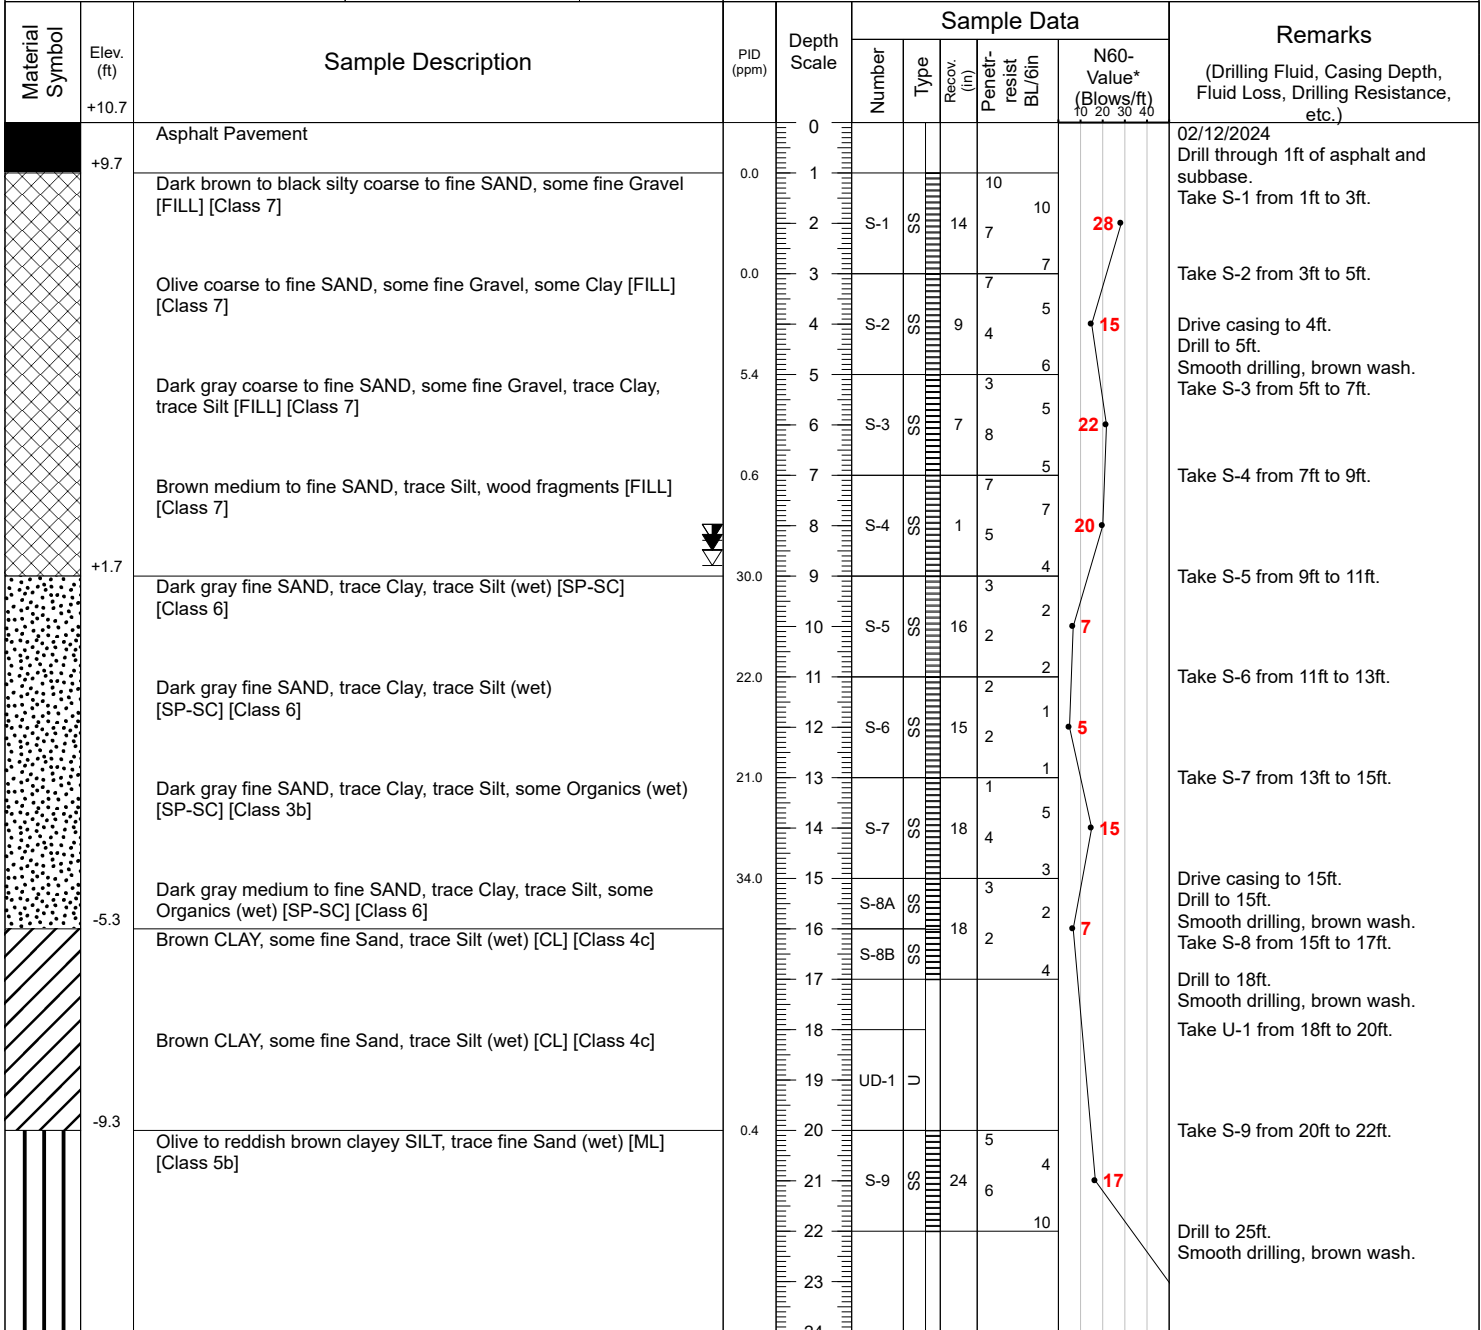 Material Symbol
Elev. (ft)
+10.7
Sample Description
PID (ppm)
Depth Scale
Sample Data
Number
Type
Recov. (in)
Penetr- resist BL/6in
N60- Value* (Blows/ft)
10 20 30 40
Remarks
(Drilling Fluid, Casing Depth,
Fluid Loss, Drilling Resistance,
etc.)
Asphalt Pavement
0
02/12/2024
Drill through 1ft of asphalt and
subbase.
+9.7
0.0
1
Dark brown to black silty coarse to fine SAND, some fine Gravel
[FILL] [Class 7]
10
10
Take S-1 from 1ft to 3ft.
2
S-1
SS
14
7
28
7
0.0
3
Take S-2 from 3ft to 5ft.
Olive coarse to fine SAND, some fine Gravel, some Clay [FILL]
[Class 7]
7
5
4
S-2
SS
9
4
15
6
Drive casing to 4ft.
Drill to 5ft.
Smooth drilling, brown wash.
5.4
5
Dark gray coarse to fine SAND, some fine Gravel, trace Clay,
trace Silt [FILL] [Class 7]
3
5
Take S-3 from 5ft to 7ft.
6
S-3
SS
7
8
22
5
0.6
7
Take S-4 from 7ft to 9ft.
Brown medium to fine SAND, trace Silt, wood fragments [FILL]
[Class 7]
7
7
8
S-4
SS
1
5
20
4
+1.7
30.0
9
Take S-5 from 9ft to 11ft.
Dark gray fine SAND, trace Clay, trace Silt (wet) [SP-SC]
[Class 6]
3
2
10
S-5
SS
16
2
7
2
22.0
11
Take S-6 from 11ft to 13ft.
Dark gray fine SAND, trace Clay, trace Silt (wet)
[SP-SC] [Class 6]
2
1
12
S-6
SS
15
2
5
1
21.0
13
Take S-7 from 13ft to 15ft.
Dark gray fine SAND, trace Clay, trace Silt, some Organics (wet)
[SP-SC] [Class 3b]
1
5
14
S-7
SS
18
4
15
3
34.0
15
Drive casing to 15ft.
Drill to 15ft.
Smooth drilling, brown wash.
Dark gray medium to fine SAND, trace Clay, trace Silt, some
Organics (wet) [SP-SC] [Class 6]
S-8A
SS
3
2
-5.3
16
18
7
Brown CLAY, some fine Sand, trace Silt (wet) [CL] [Class 4c]
S-8B
SS
2
4
Take S-8 from 15ft to 17ft.
17
Drill to 18ft.
Smooth drilling, brown wash.
18
Take U-1 from 18ft to 20ft.
Brown CLAY, some fine Sand, trace Silt (wet) [CL] [Class 4c]
19
UD-1
U
-9.3
0.4
20
Take S-9 from 20ft to 22ft.
Olive to reddish brown clayey SILT, trace fine Sand (wet) [ML]
[Class 5b]
5
4
21
S-9
SS
24
6
17
10
22
Drill to 25ft.
Smooth drilling, brown wash.
23